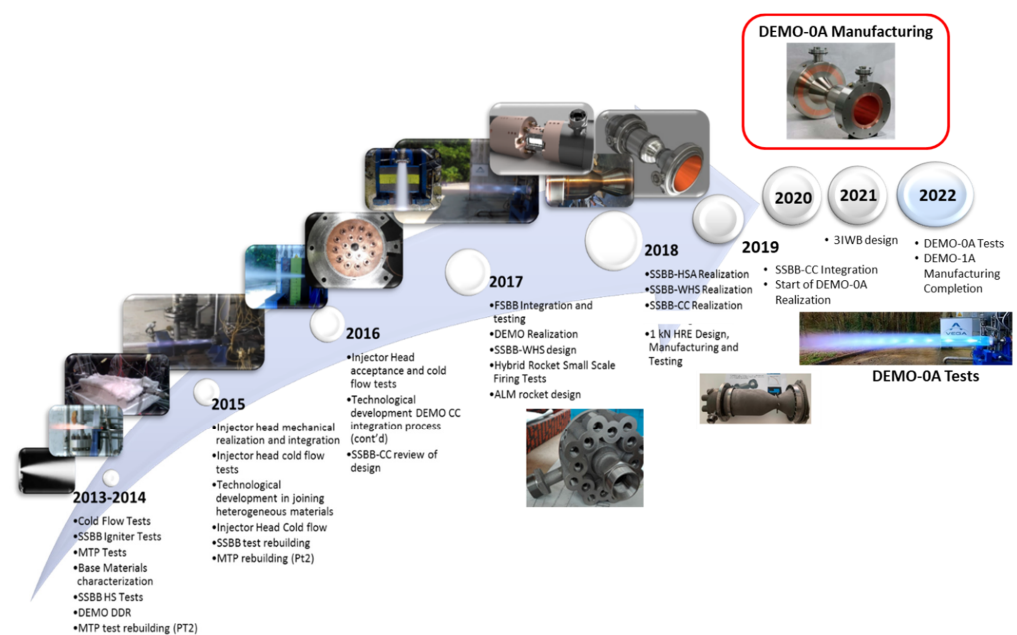 DEMO-0A Manufacturing
2013-2014
•Cold Flow Tests
•SSBB Igniter Tests
•MTP Tests
•Base Materials
characterization
•SSBB HS Tests
•DEMO DDR
•MTP test rebuilding (PT2)
2015
•Injector head mechanical
realization and integration
•Injector head cold flow
tests
•Technological
development in joining
heterogeneous materials
•Injector Head Cold flow
•SSBB test rebuilding
•MTP rebuilding (Pt2)
2016
•Injector Head
acceptance and cold
flow tests
•Technological
development DEMO CC
integration process
(cont'd)
•SSBB-CC review of
design
2017
•FSBB Integration and
testing
•DEMO Realization
•SSBB-WHS design
•Hybrid Rocket Small Scale
Firing Tests
•ALM rocket design
2018
•SSBB-HSA Realization
•SSBB-WHS Realization
•SSBB-CC Realization
•1 kN HRE Design,
Manufacturing and
Testing
2019
2020
• SSBB-CC Integration
• Start of DEMO-0A
Realization
2021
• 3IWB design
2022
• DEMO-0A Tests
• DEMO-1A
Manufacturing
Completion
VEGA
DEMO-0A Tests